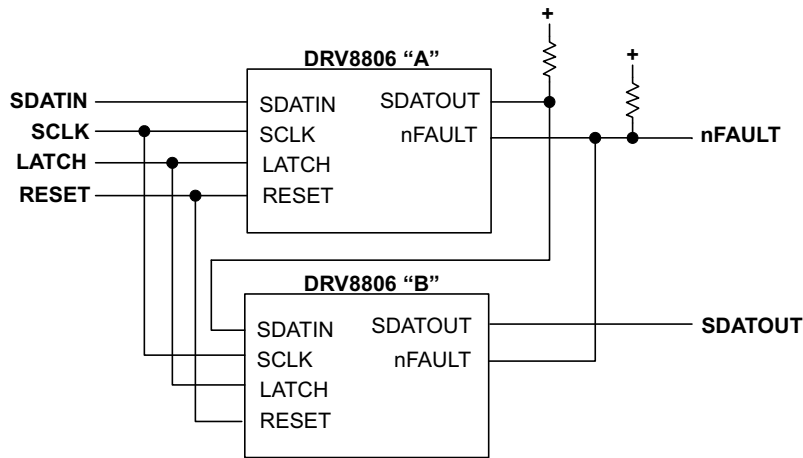 +
+
DRV8806 “A”
SDATIN
SCLK
LATCH
RESET
SDATIN
SCLK
LATCH
RESET
SDATOUT
nFAULT
nFAULT
DRV8806 “B”
SDATIN
SCLK
LATCH
RESET
SDATOUT
nFAULT
SDATOUT